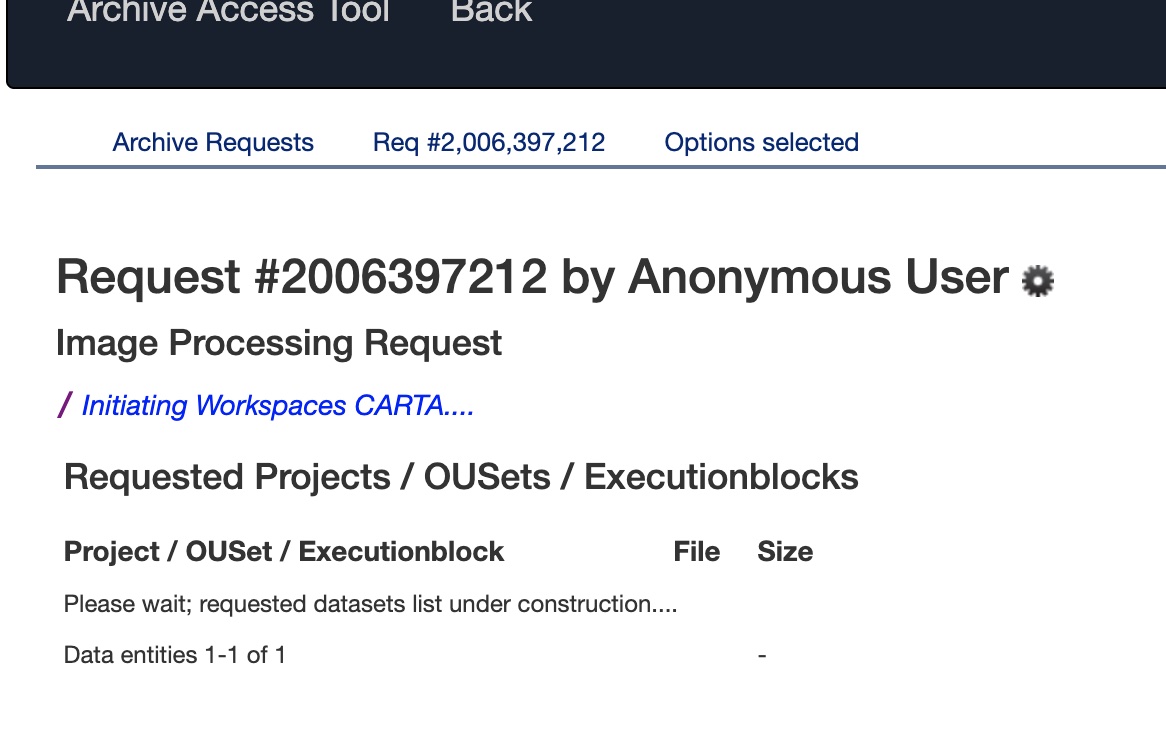 Archive Access Tool Back
Archive Requests Req #2,006,397,212 Options selected
Request #2006397212 by Anonymous User
Image Processing Request
/ Initiating Workspaces CARTA....
Requested Projects / OUSets / Executionblocks
Project / OUSet / Executionblock File Size
Please wait; requested datasets list under construction....
Data entities 1-1 of 1 -